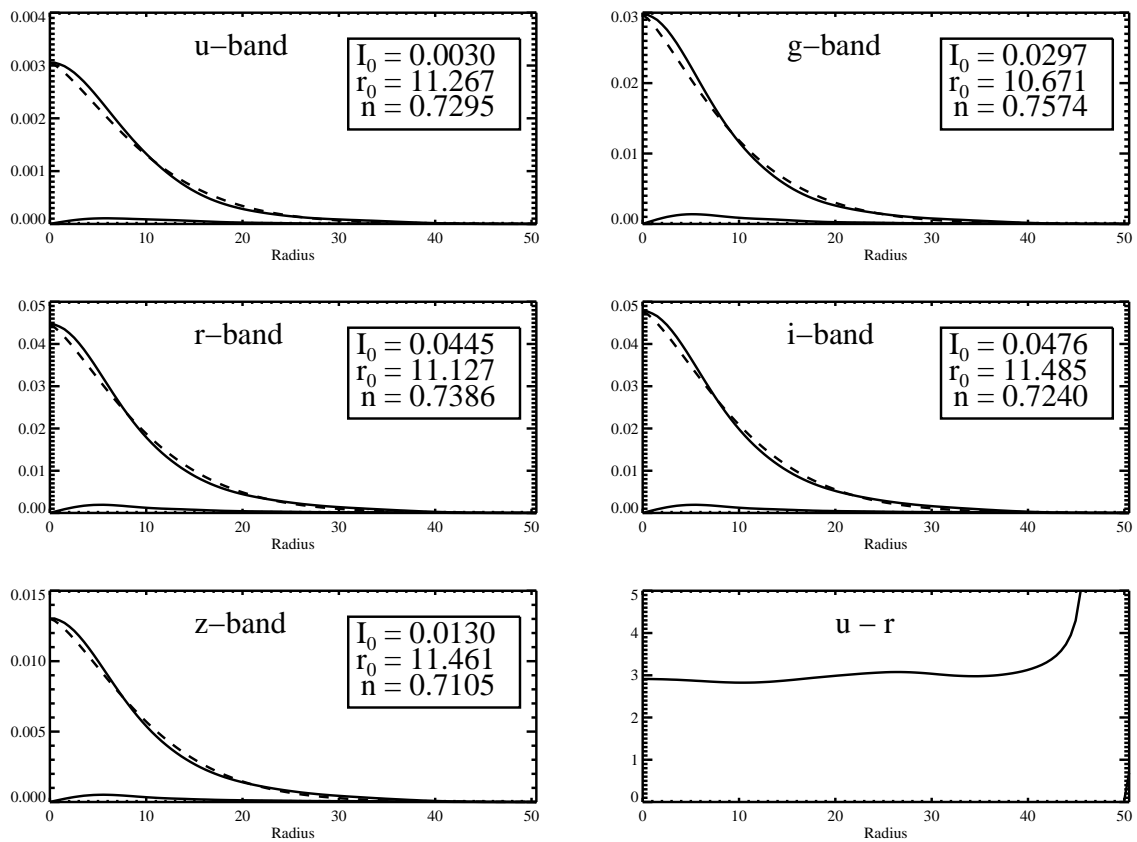 u−band
I₀ = 0.0030
r₀ = 11.267
n = 0.7295
0.004
0.003
0.002
0.001
0.000
0 10 20 30 40 50
Radius
g−band
I₀ = 0.0297
r₀ = 10.671
n = 0.7574
0.03
0.02
0.01
0.00
0 10 20 30 40 50
Radius
r−band
I₀ = 0.0445
r₀ = 11.127
n = 0.7386
0.05
0.04
0.03
0.02
0.01
0.00
0 10 20 30 40 50
Radius
i−band
I₀ = 0.0476
r₀ = 11.485
n = 0.7240
0.05
0.04
0.03
0.02
0.01
0.00
0 10 20 30 40 50
Radius
z−band
I₀ = 0.0130
r₀ = 11.461
n = 0.7105
0.015
0.010
0.005
0.000
0 10 20 30 40 50
Radius
u − r
5
4
3
2
1
0
0 10 20 30 40 50
Radius